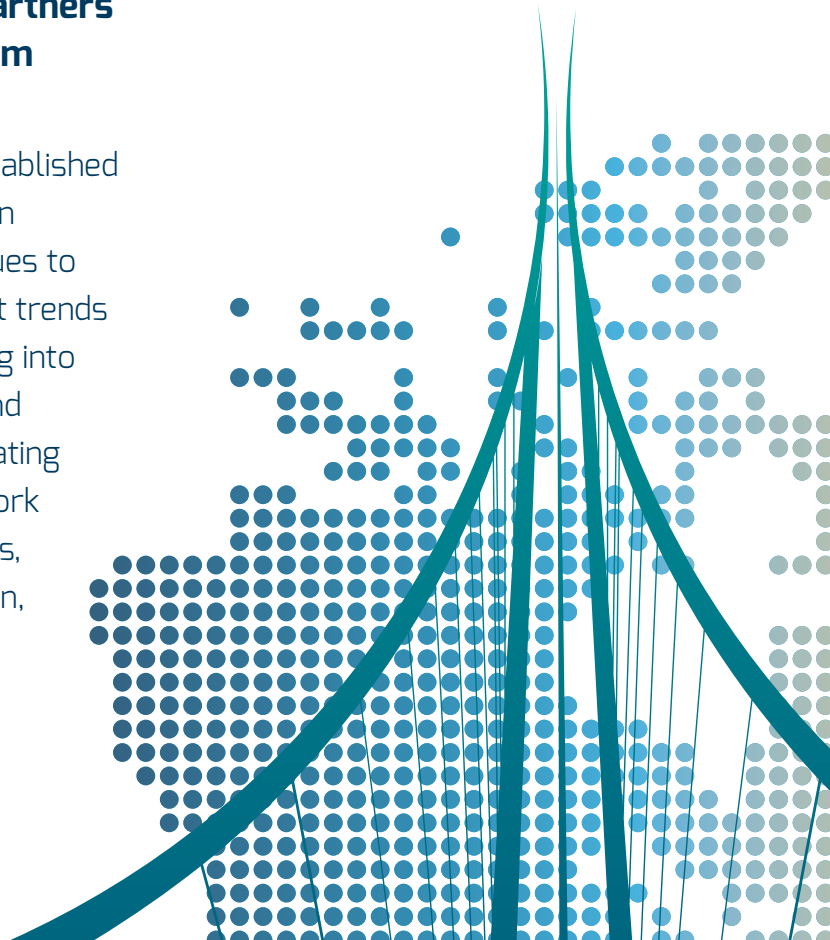 artners
m
ablished
n
ues to
t trends
g into
nd
ating
ork
s,
n,